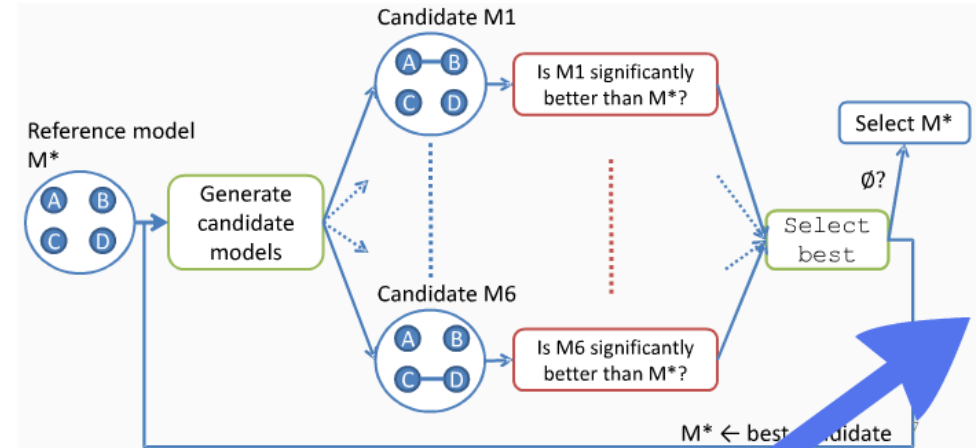 Candidate M1
A B
C D
Is M1 significantly
better than M*?
Reference model
M*
A B
C D
Generate
candidate
models
Select M*
Ø?
Select
best
Candidate M6
A B
C D
Is M6 significantly
better than M*?
M* ← best